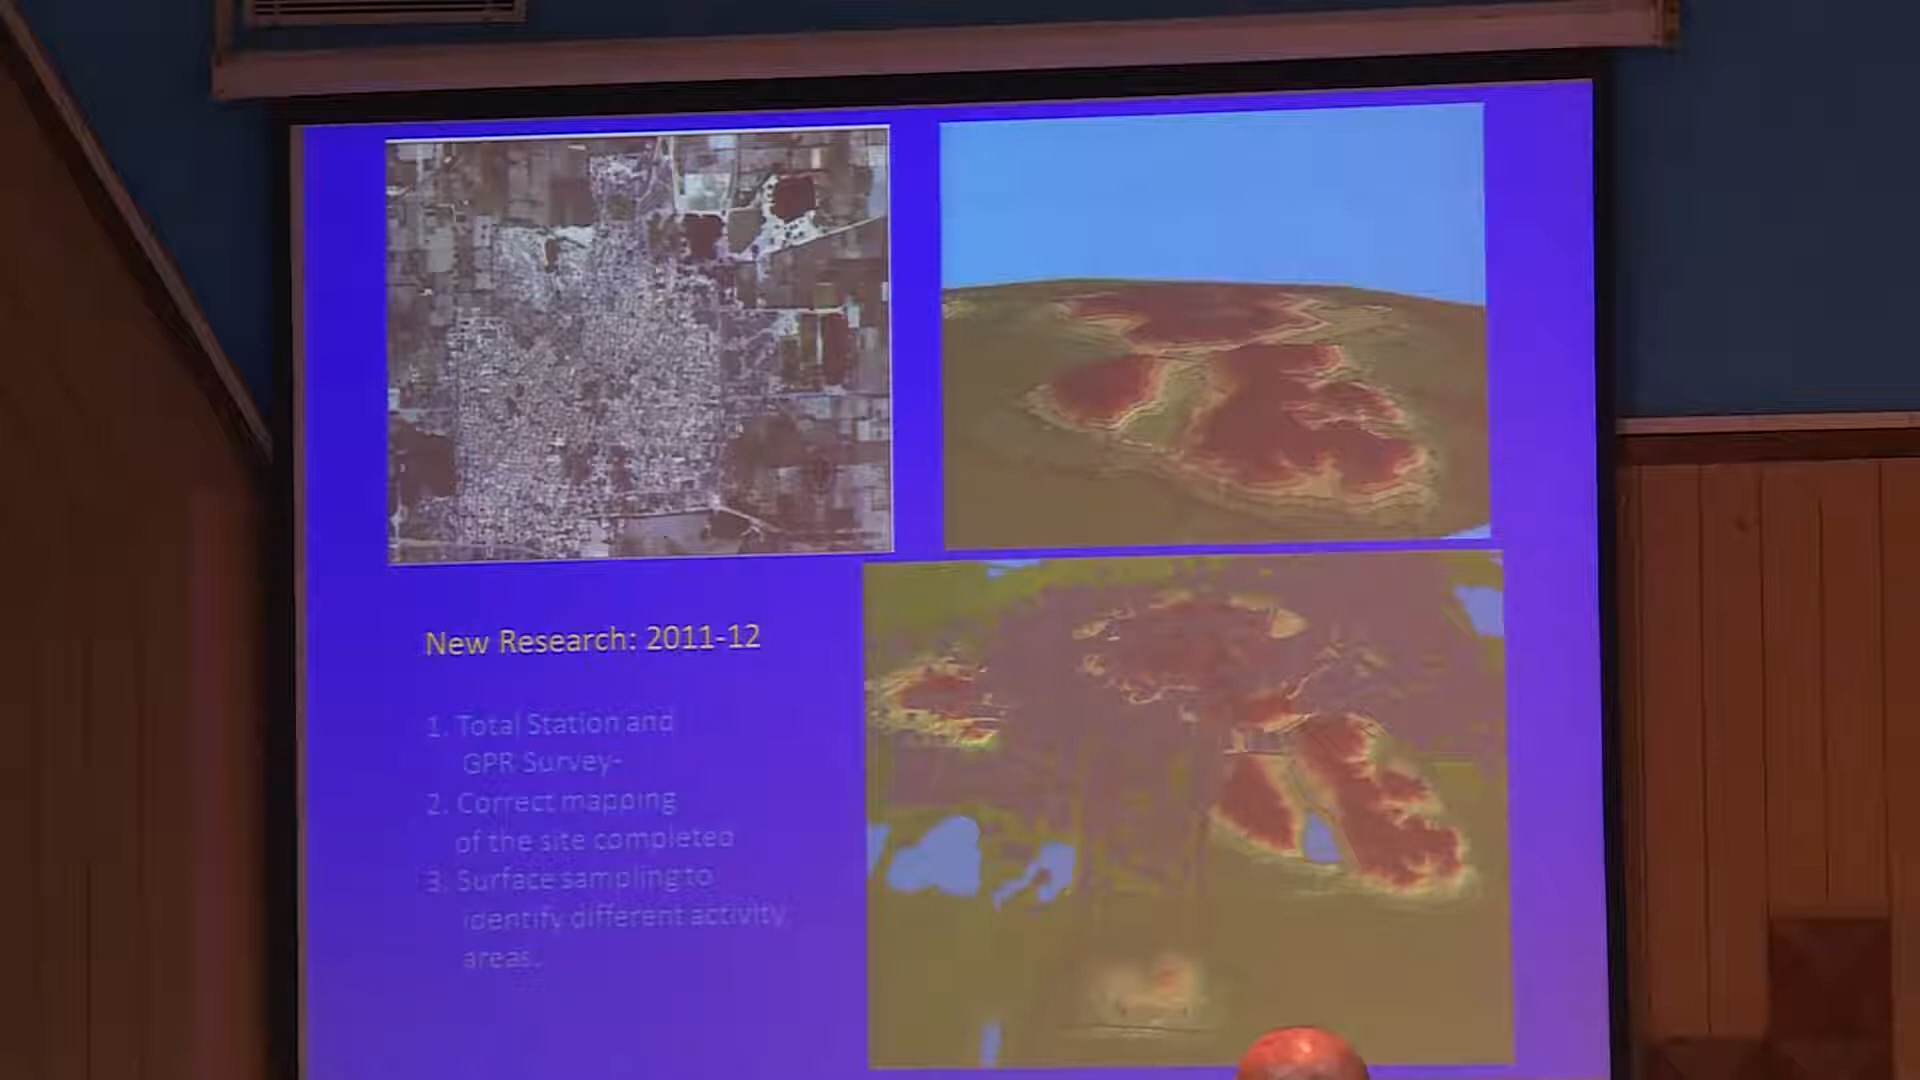 New Research: 2011-12
1. Total Station and
GPR Survey-
2. Correct mapping
of the site completed
3. Surface sampling to
identify different activity
areas.